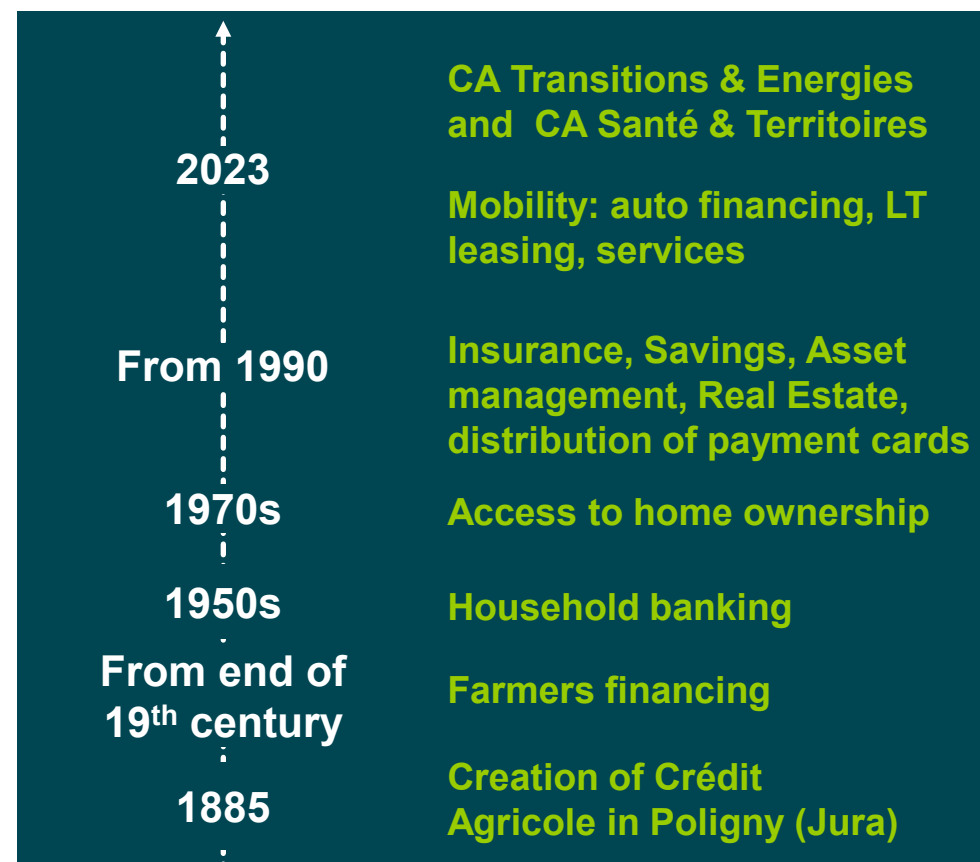 CA Transitions & Energies
and CA Santé & Territoires
2023
Mobility: auto financing, LT
leasing, services
From 1990
Insurance, Savings, Asset
management, Real Estate,
distribution of payment cards
1970s
Access to home ownership
1950s
Household banking
From end of
19th century
Farmers financing
1885
Creation of Crédit
Agricole in Poligny (Jura)